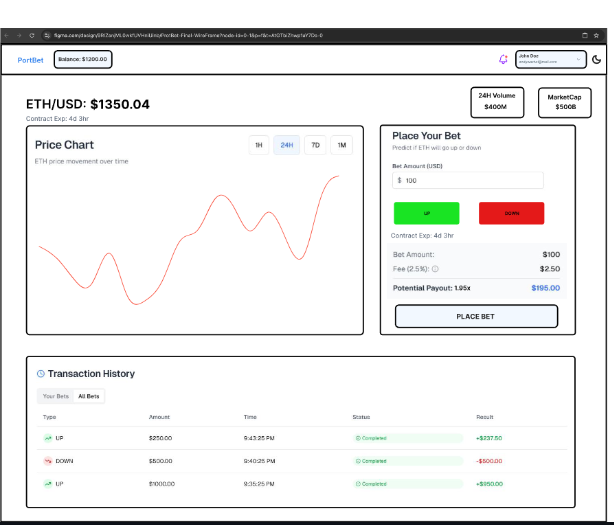 PortBet
Balance: $1200.00
John Doe
ETH/USD: $1350.04
Contract Exp: 4d 3hr
24H Volume
$400M
MarketCap
$500B
Price Chart
1H 24H 7D 1M
ETH price movement over time
Place Your Bet
Predict if ETH will go up or down
Bet Amount (USD)
$ 100
UP DOWN
Contract Exp: 4d 3hr
Bet Amount: $100
Fee (2.5%): $2.50
Potential Payout: 1.95x $195.00
PLACE BET
Transaction History
Your Bets All Bets
Type Amount Time Status Result
UP $250.00 9:43:25 PM Completed +$237.50
DOWN $500.00 9:40:25 PM Completed -$500.00
UP $1000.00 9:35:25 PM Completed +$950.00